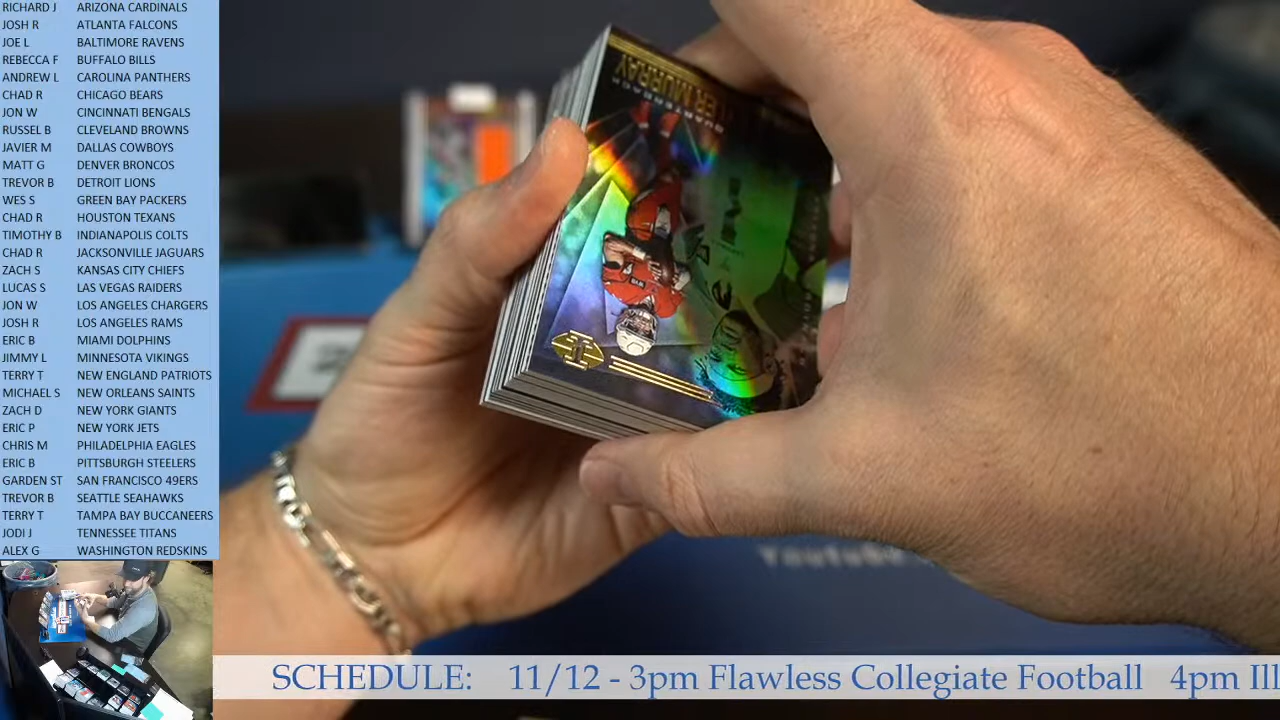 RICHARD J ARIZONA CARDINALS
JOSH R ATLANTA FALCONS
JOE L BALTIMORE RAVENS
REBECCA F BUFFALO BILLS
ANDREW L CAROLINA PANTHERS
CHAD R CHICAGO BEARS
JON W CINCINNATI BENGALS
RUSSEL B CLEVELAND BROWNS
JAVIER M DALLAS COWBOYS
MATT G DENVER BRONCOS
TREVOR B DETROIT LIONS
WES S GREEN BAY PACKERS
CHAD R HOUSTON TEXANS
TIMOTHY B INDIANAPOLIS COLTS
CHAD R JACKSONVILLE JAGUARS
ZACH S KANSAS CITY CHIEFS
LUCAS S LAS VEGAS RAIDERS
JON W LOS ANGELES CHARGERS
JOSH R LOS ANGELES RAMS
ERIC B MIAMI DOLPHINS
JIMMY L MINNESOTA VIKINGS
TERRY T NEW ENGLAND PATRIOTS
MICHAEL S NEW ORLEANS SAINTS
ZACH D NEW YORK GIANTS
ERIC P NEW YORK JETS
CHRIS M PHILADELPHIA EAGLES
ERIC B PITTSBURGH STEELERS
GARDEN ST SAN FRANCISCO 49ERS
TREVOR B SEATTLE SEAHAWKS
TERRY T TAMPA BAY BUCCANEERS
JODI J TENNESSEE TITANS
ALEX G WASHINGTON REDSKINS
LER MURRAY
QUARTERBACK
SCHEDULE: 11/12 - 3pm Flawless Collegiate Football 4pm Ill